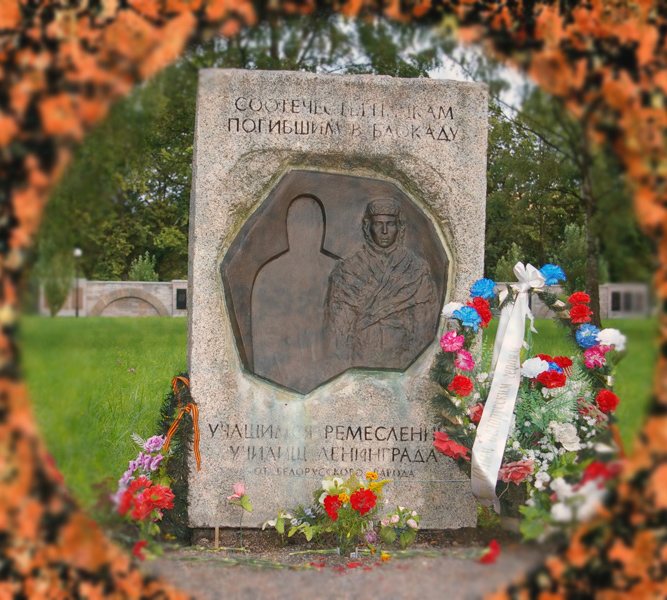 СООТЕЧЕСТВЕННИКАМ
ПОГИБШИМ В БЛОКАДУ
УЧАЩИМСЯ РЕМЕСЛЕННЫХ
УЧИЛИЩ ЛЕНИНГРАДА
ОТ БЕЛОРУССКОГО НАРОДА